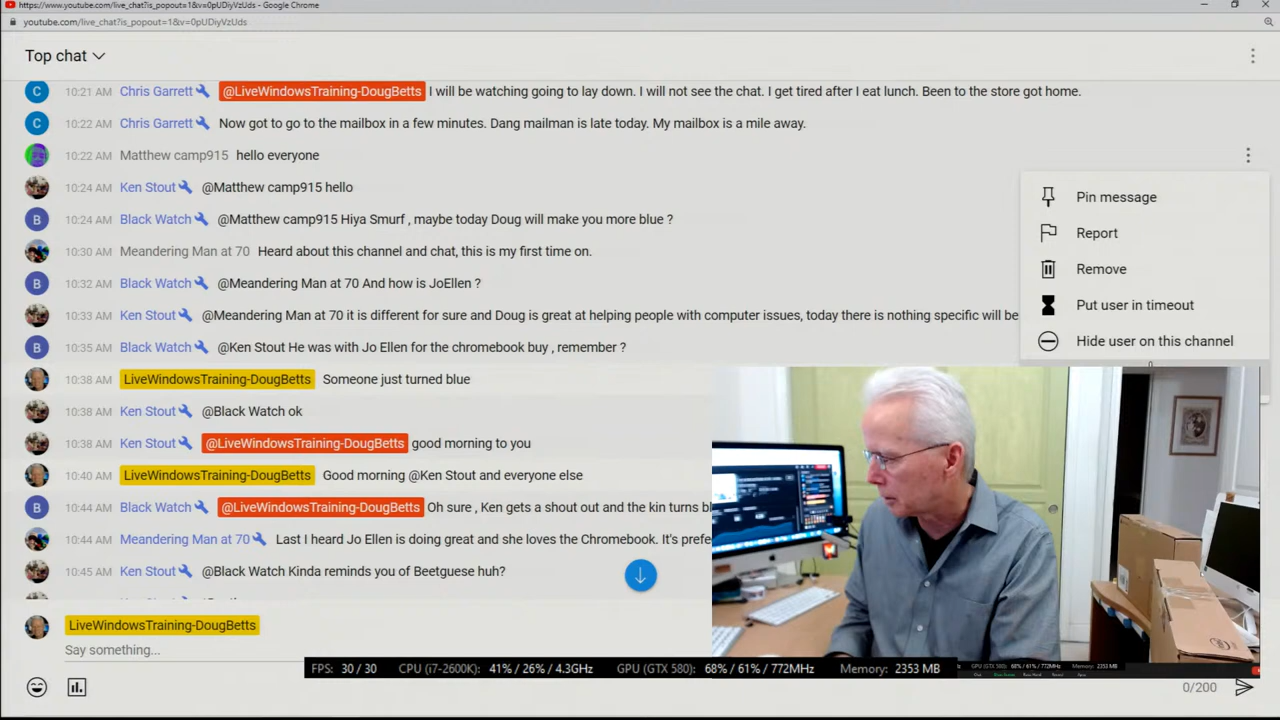 https://www.youtube.com/live_chat?is_popout=1&v=0pUDiyVzUds - Google Chrome
youtube.com/live_chat?is_popout=1&v=0pUDiyVzUds
Top chat
C 10:21 AM Chris Garrett @LiveWindowsTraining-DougBetts I will be watching going to lay down. I will not see the chat. I get tired after I eat lunch. Been to the store got home.
C 10:22 AM Chris Garrett Now got to go to the mailbox in a few minutes. Dang mailman is late today. My mailbox is a mile away.
10:22 AM Matthew camp915 hello everyone
10:24 AM Ken Stout @Matthew camp915 hello
Pin message
B 10:24 AM Black Watch @Matthew camp915 Hiya Smurf , maybe today Doug will make you more blue ?
Report
10:30 AM Meandering Man at 70 Heard about this channel and chat, this is my first time on.
Remove
B 10:32 AM Black Watch @Meandering Man at 70 And how is JoEllen ?
Put user in timeout
10:33 AM Ken Stout @Meandering Man at 70 it is different for sure and Doug is great at helping people with computer issues, today there is nothing specific will be
Hide user on this channel
B 10:35 AM Black Watch @Ken Stout He was with Jo Ellen for the chromebook buy , remember ?
10:38 AM LiveWindowsTraining-DougBetts Someone just turned blue
10:38 AM Ken Stout @Black Watch ok
10:38 AM Ken Stout @LiveWindowsTraining-DougBetts good morning to you
10:40 AM LiveWindowsTraining-DougBetts Good morning @Ken Stout and everyone else
B 10:44 AM Black Watch @LiveWindowsTraining-DougBetts Oh sure , Ken gets a shout out and the kin turns bl
10:44 AM Meandering Man at 70 Last I heard Jo Ellen is doing great and she loves the Chromebook. It's prefe
10:45 AM Ken Stout @Black Watch Kinda reminds you of Beetguese huh?
LiveWindowsTraining-DougBetts
Say something...
FPS: 30 / 30 CPU (i7-2600K): 41% / 26% / 4.3GHz GPU (GTX 580): 68% / 61% / 772MHz Memory: 2353 MB
GPU (GTX 580): 68% / 61% / 772MHz Memory: 2353 MB
0/200